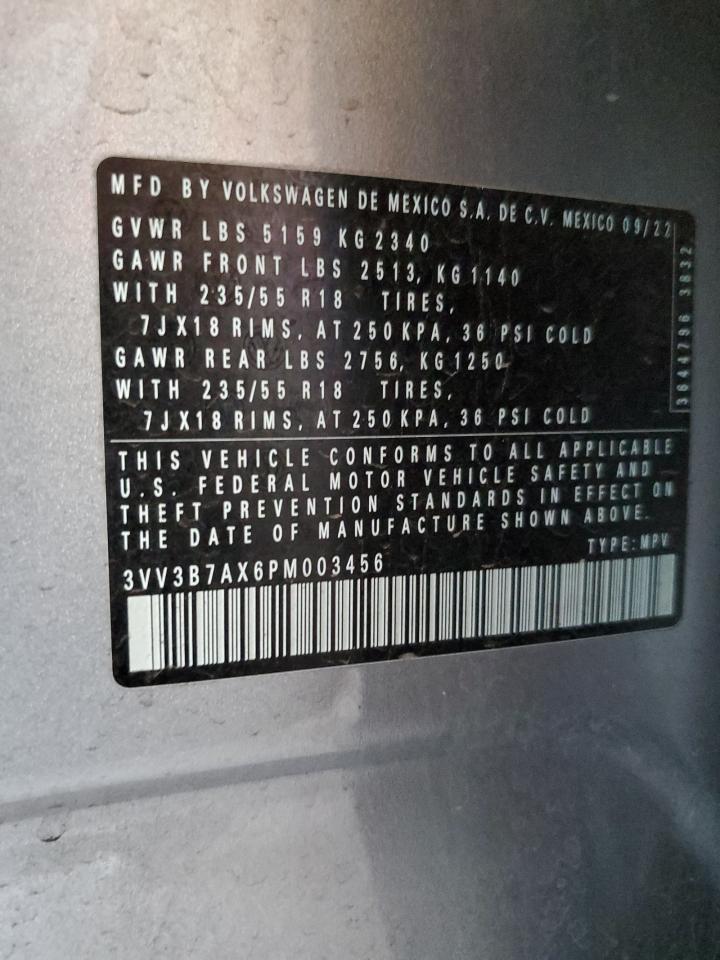 MFD BY VOLKSWAGEN DE MEXICO S.A. DE C.V. MEXICO 09/22
GVWR LBS 5159 KG 2340
GAWR FRONT LBS 2513, KG 1140
WITH 235/55 R18 TIRES,
7JX18 RIMS, AT 250 KPA, 36 PSI COLD
GAWR REAR LBS 2756, KG 1250
WITH 235/55 R18 TIRES,
7JX18 RIMS, AT 250 KPA, 36 PSI COLD
3644796 3832
THIS VEHICLE CONFORMS TO ALL APPLICABLE
U.S. FEDERAL MOTOR VEHICLE SAFETY AND
THEFT PREVENTION STANDARDS IN EFFECT ON
THE DATE OF MANUFACTURE SHOWN ABOVE.
TYPE: MPV
3VV3B7AX6PM003456